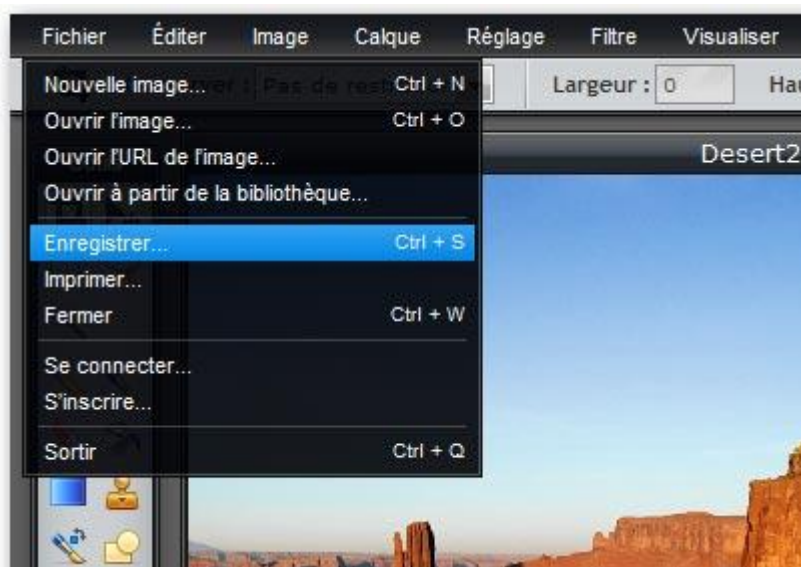 Fichier Éditer Image Calque Réglage Filtre Visualiser
Largeur : 0 Hau
Nouvelle image... Ctrl + N
Ouvrir l'image... Ctrl + O
Ouvrir l'URL de l'image...
Ouvrir à partir de la bibliothèque...
Desert2
Enregistrer... Ctrl + S
Imprimer...
Fermer Ctrl + W
Se connecter...
S'inscrire...
Sortir Ctrl + Q